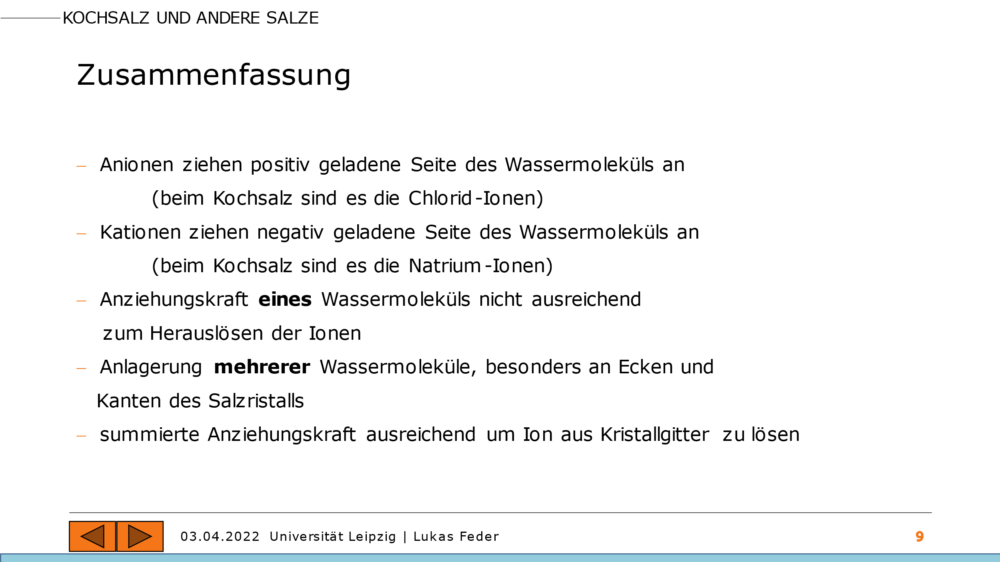 KOCHSALZ UND ANDERE SALZE
Zusammenfassung
– Anionen ziehen positiv geladene Seite des Wassermoleküls an
(beim Kochsalz sind es die Chlorid-Ionen)
– Kationen ziehen negativ geladene Seite des Wassermoleküls an
(beim Kochsalz sind es die Natrium-Ionen)
– Anziehungskraft eines Wassermoleküls nicht ausreichend
zum Herauslösen der Ionen
– Anlagerung mehrerer Wassermoleküle, besonders an Ecken und
Kanten des Salzristalls
– summierte Anziehungskraft ausreichend um Ion aus Kristallgitter zu lösen
03.04.2022 Universität Leipzig | Lukas Feder
9